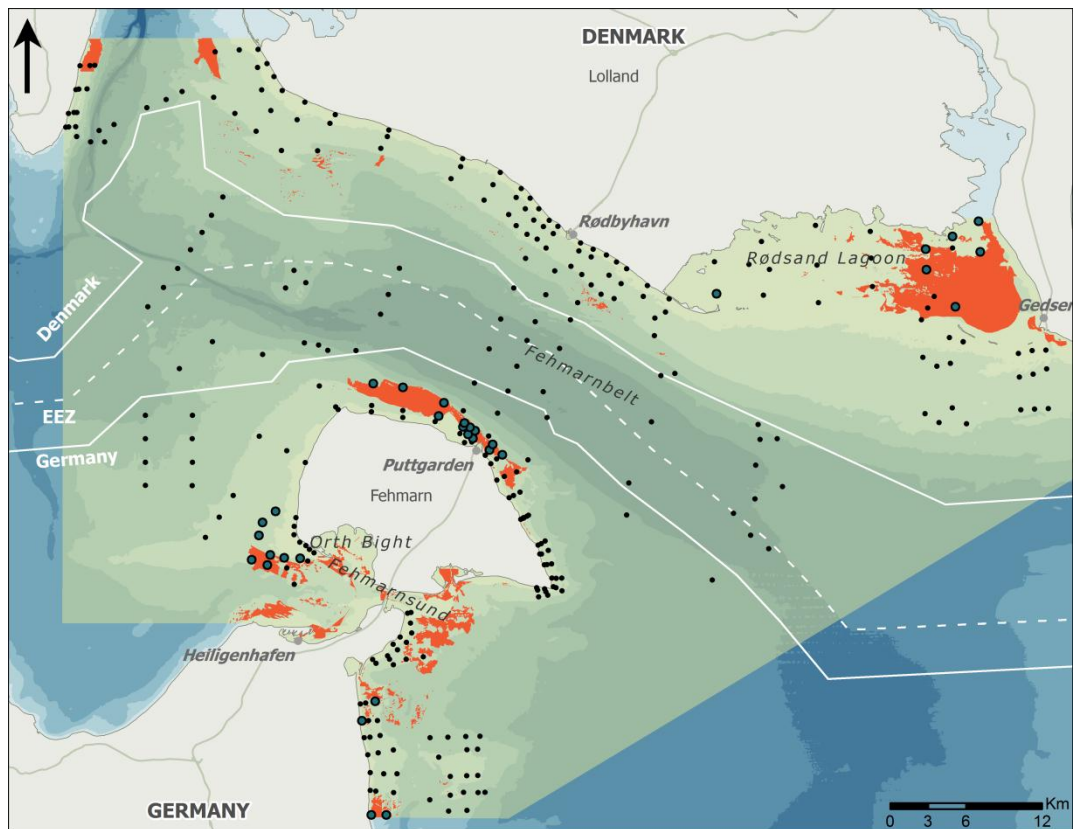 DENMARK
Lolland
Rødbyhavn
Rødsand Lagoon
Gedser
Denmark
Fehmarnbelt
EEZ
Germany
Puttgarden
Fehmarn
Orth Bight
Fehmarnsund
Heiligenhafen
GERMANY
Km
0 3 6 12